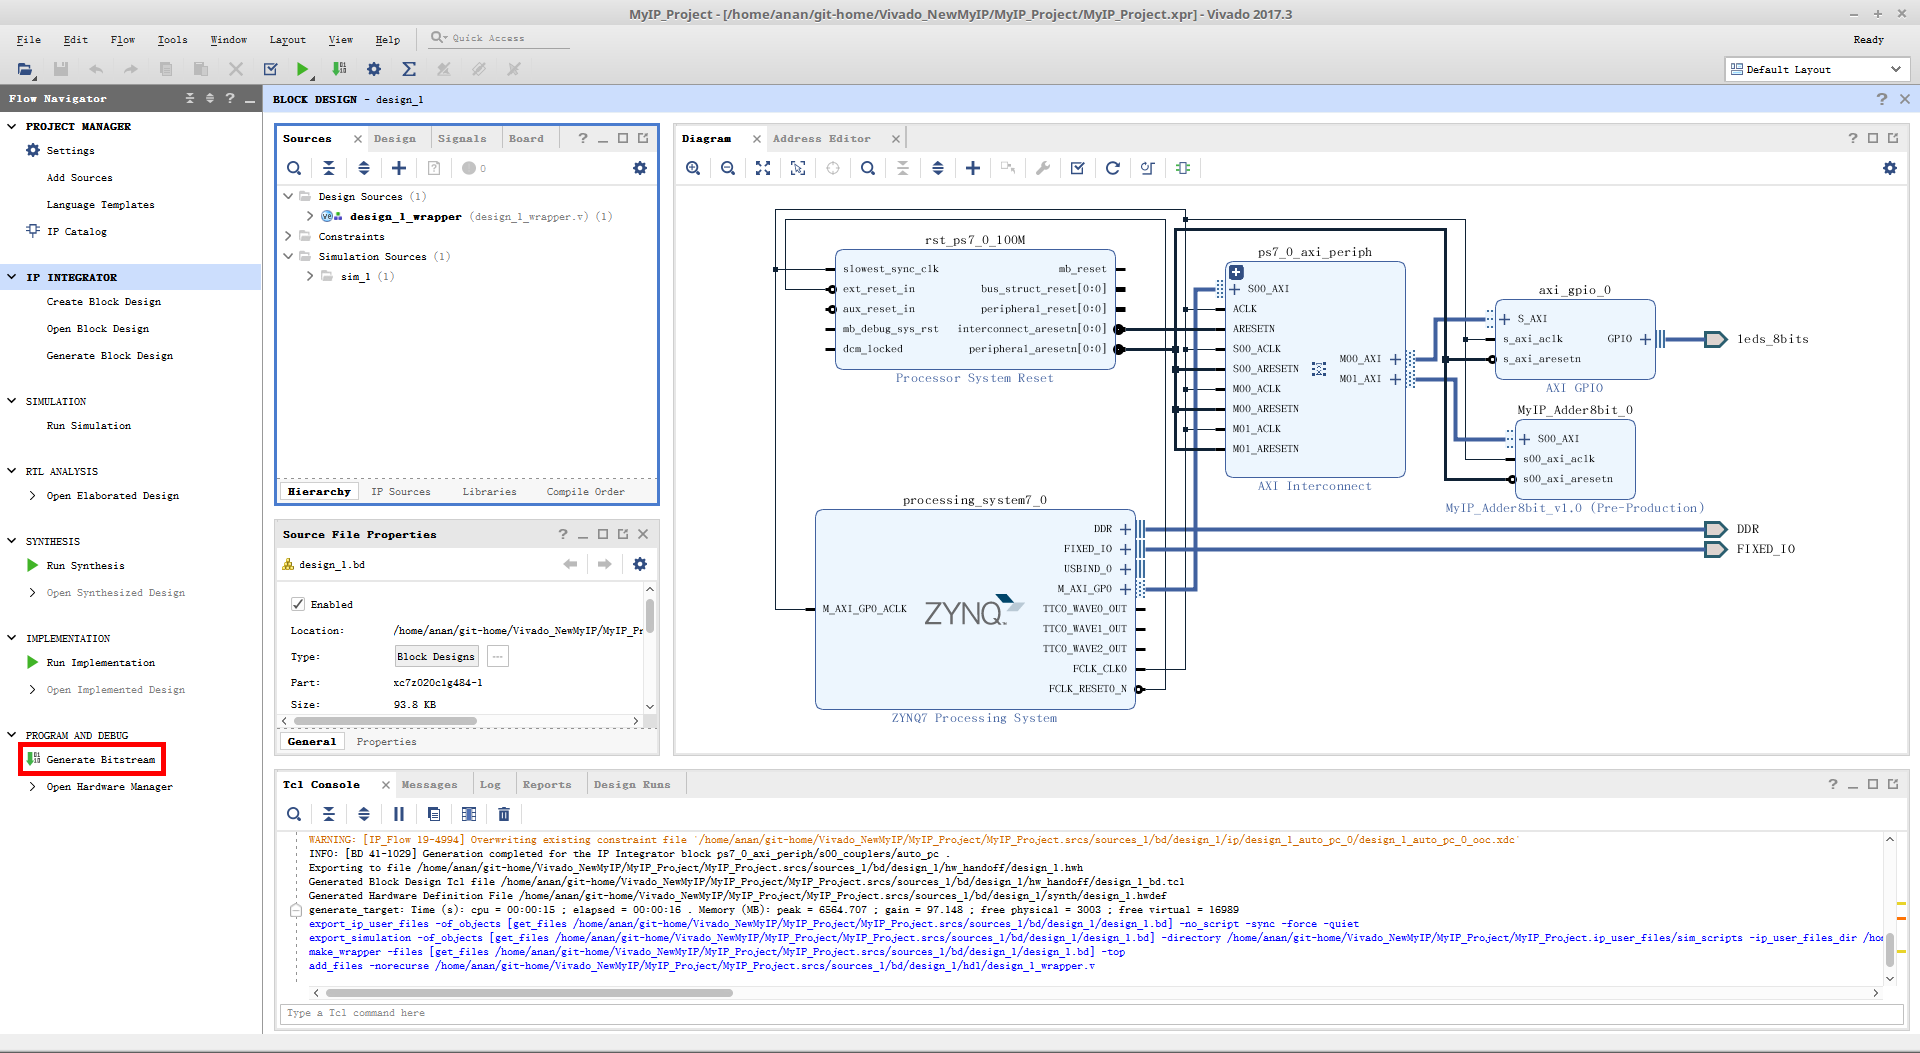 MyIP_Project - [/home/anan/git-home/Vivado_NewMyIP/MyIP_Project/MyIP_Project.xpr] - Vivado 2017.3
File Edit Flow Tools Window Layout View Help Quick Access Ready
Default Layout
Flow Navigator
BLOCK DESIGN - design_1
PROJECT MANAGER
Settings
Add Sources
Language Templates
IP Catalog
IP INTEGRATOR
Create Block Design
Open Block Design
Generate Block Design
SIMULATION
Run Simulation
RTL ANALYSIS
Open Elaborated Design
SYNTHESIS
Run Synthesis
Open Synthesized Design
IMPLEMENTATION
Run Implementation
Open Implemented Design
PROGRAM AND DEBUG
Generate Bitstream
Open Hardware Manager
Sources Design Signals Board
0
Design Sources (1)
design_1_wrapper (design_1_wrapper.v) (1)
Constraints
Simulation Sources (1)
sim_1 (1)
Hierarchy IP Sources Libraries Compile Order
Source File Properties
design_1.bd
Enabled
Location: /home/anan/git-home/Vivado_NewMyIP/MyIP_Pr
Type: Block Designs
Part: xc7z020clg484-1
Size: 93.8 KB
General Properties
Diagram Address Editor
rst_ps7_0_100M
slowest_sync_clk mb_reset
ext_reset_in bus_struct_reset[0:0]
aux_reset_in peripheral_reset[0:0]
mb_debug_sys_rst interconnect_aresetn[0:0]
dcm_locked peripheral_aresetn[0:0]
Processor System Reset
ps7_0_axi_periph
S00_AXI
ACLK
ARESETN
S00_ACLK
S00_ARESETN
M00_ACLK
M00_ARESETN
M01_ACLK
M01_ARESETN
M00_AXI
M01_AXI
AXI Interconnect
axi_gpio_0
S_AXI
s_axi_aclk GPIO
s_axi_aresetn
AXI GPIO
leds_8bits
MyIP_Adder8bit_0
S00_AXI
s00_axi_aclk
s00_axi_aresetn
MyIP_Adder8bit_v1.0 (Pre-Production)
processing_system7_0
DDR
FIXED_IO
USBIND_0
M_AXI_GP0
M_AXI_GP0_ACLK ZYNQ TTC0_WAVE0_OUT
TTC0_WAVE1_OUT
TTC0_WAVE2_OUT
FCLK_CLK0
FCLK_RESET0_N
ZYNQ7 Processing System
DDR
FIXED_IO
Tcl Console Messages Log Reports Design Runs
WARNING: [IP_Flow 19-4994] Overwriting existing constraint file '/home/anan/git-home/Vivado_NewMyIP/MyIP_Project/MyIP_Project.srcs/sources_1/bd/design_1/ip/design_1_auto_pc_0/design_1_auto_pc_0_ooc.xdc'
INFO: [BD 41-1029] Generation completed for the IP Integrator block ps7_0_axi_periph/s00_couplers/auto_pc .
Exporting to file /home/anan/git-home/Vivado_NewMyIP/MyIP_Project/MyIP_Project.srcs/sources_1/bd/design_1/hw_handoff/design_1.hwh
Generated Block Design Tcl file /home/anan/git-home/Vivado_NewMyIP/MyIP_Project/MyIP_Project.srcs/sources_1/bd/design_1/hw_handoff/design_1_bd.tcl
Generated Hardware Definition File /home/anan/git-home/Vivado_NewMyIP/MyIP_Project/MyIP_Project.srcs/sources_1/bd/design_1/synth/design_1.hwdef
generate_target: Time (s): cpu = 00:00:15 ; elapsed = 00:00:16 . Memory (MB): peak = 6564.707 ; gain = 97.148 ; free physical = 3003 ; free virtual = 16989
export_ip_user_files -of_objects [get_files /home/anan/git-home/Vivado_NewMyIP/MyIP_Project/MyIP_Project.srcs/sources_1/bd/design_1/design_1.bd] -no_script -sync -force -quiet
export_simulation -of_objects [get_files /home/anan/git-home/Vivado_NewMyIP/MyIP_Project/MyIP_Project.srcs/sources_1/bd/design_1/design_1.bd] -directory /home/anan/git-home/Vivado_NewMyIP/MyIP_Project/MyIP_Project.ip_user_files/sim_scripts -ip_user_files_dir /hom
make_wrapper -files [get_files /home/anan/git-home/Vivado_NewMyIP/MyIP_Project/MyIP_Project.srcs/sources_1/bd/design_1/design_1.bd] -top
add_files -norecurse /home/anan/git-home/Vivado_NewMyIP/MyIP_Project/MyIP_Project.srcs/sources_1/bd/design_1/hdl/design_1_wrapper.v
Type a Tcl command here